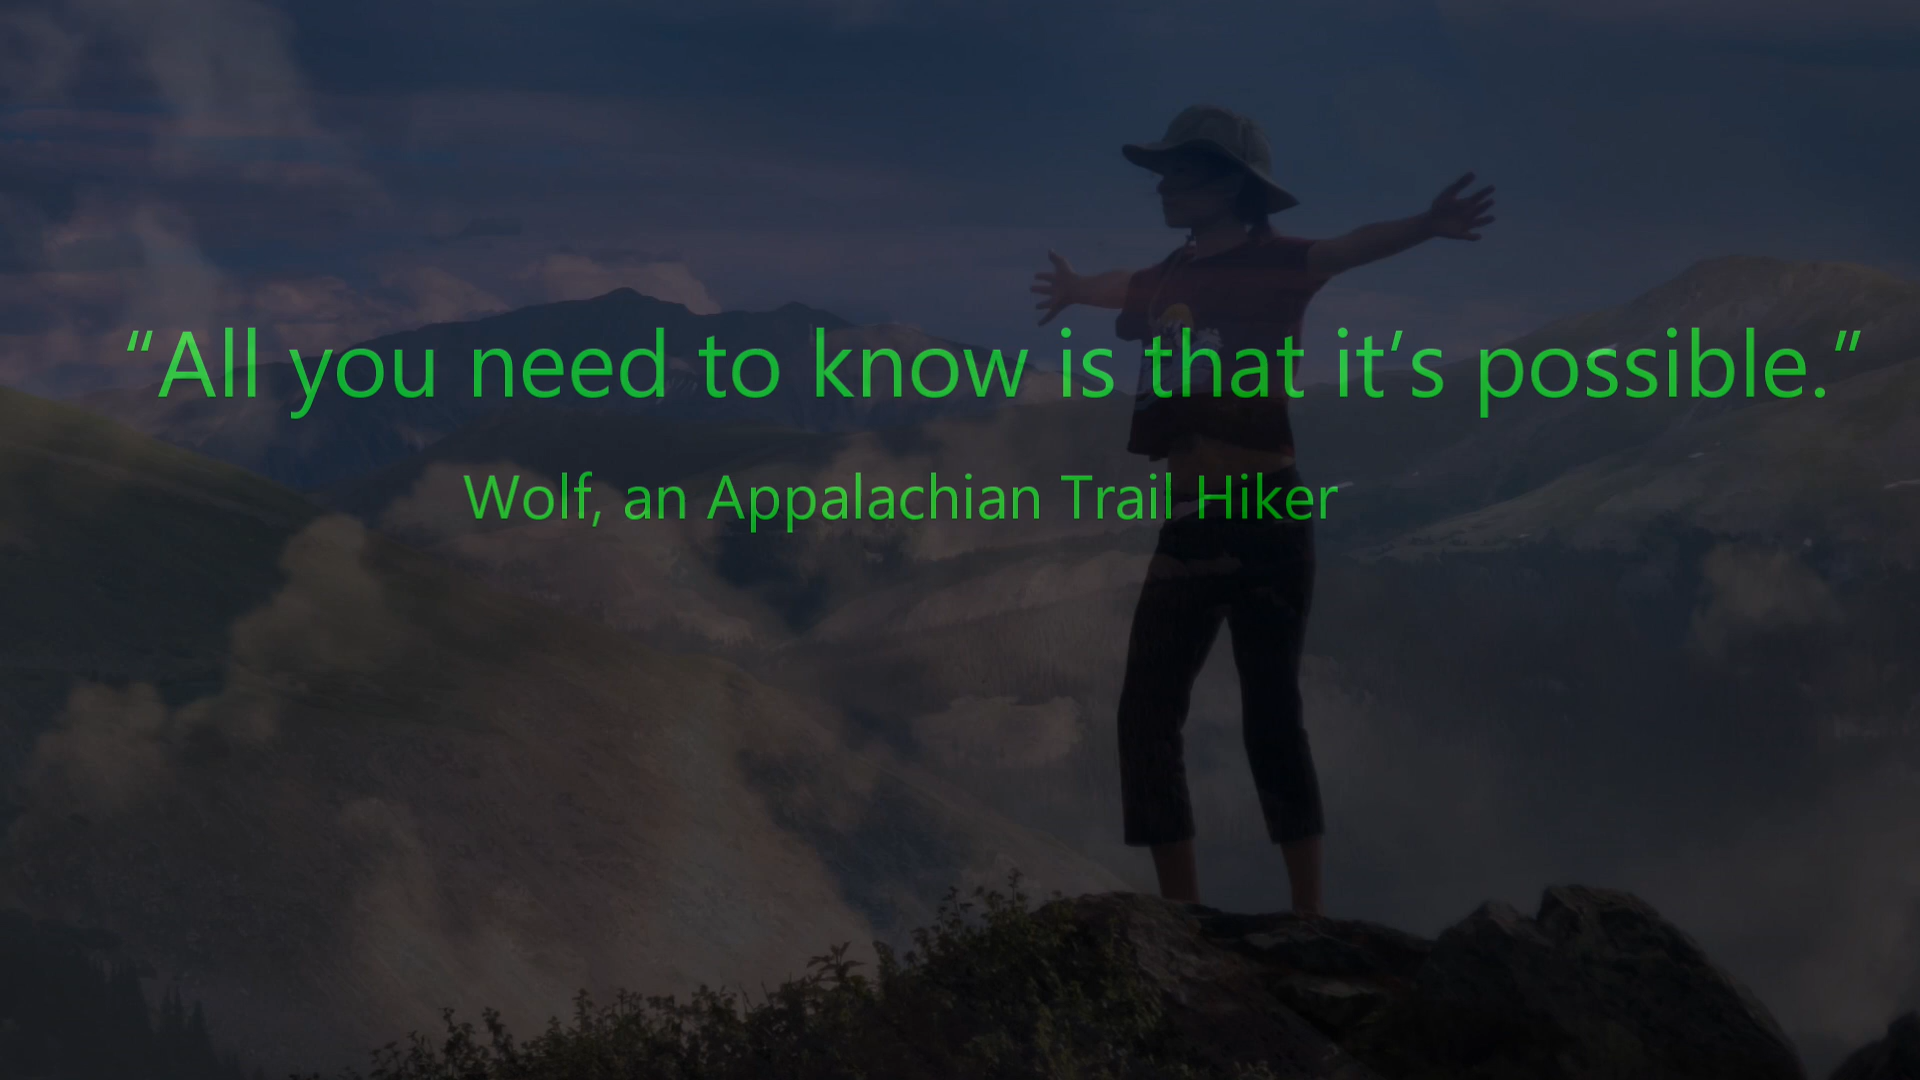 “All you need to know is that it’s possible.”
Wolf, an Appalachian Trail Hiker